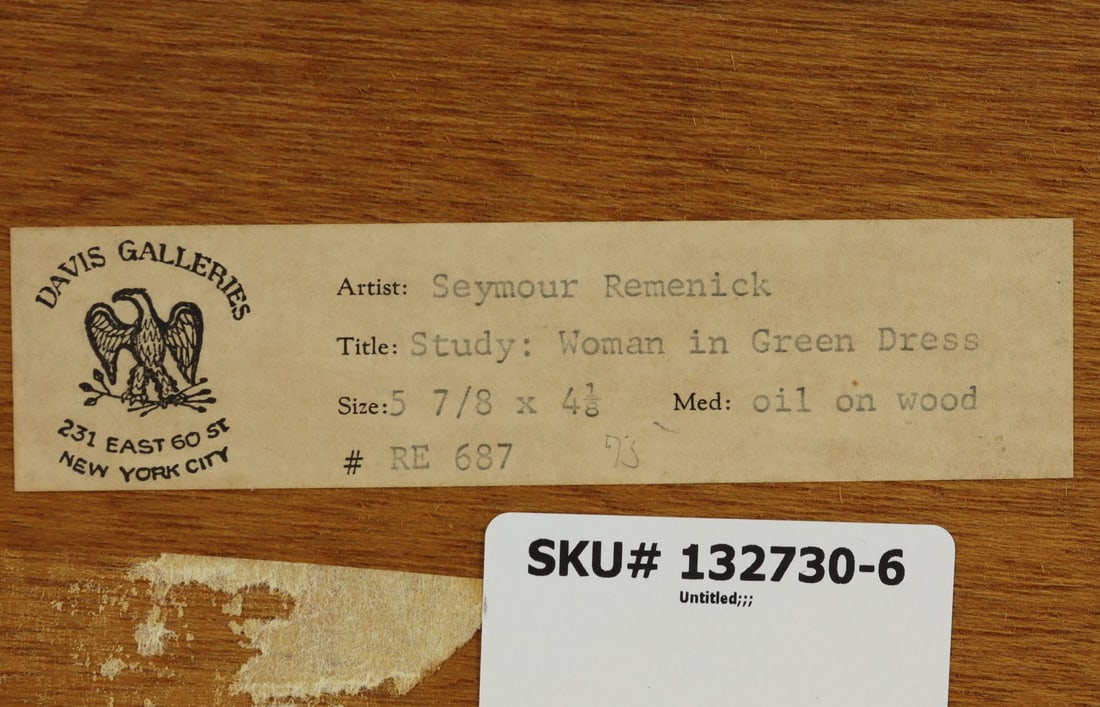 DAVIS GALLERIES
231 EAST 60 ST
NEW YORK CITY
Artist: Seymour Remenick
Title: Study: Woman in Green Dress
Size: 5 7/8 x 4⅛ Med: oil on wood
# RE 687
SKU# 132730-6
Untitled;;;